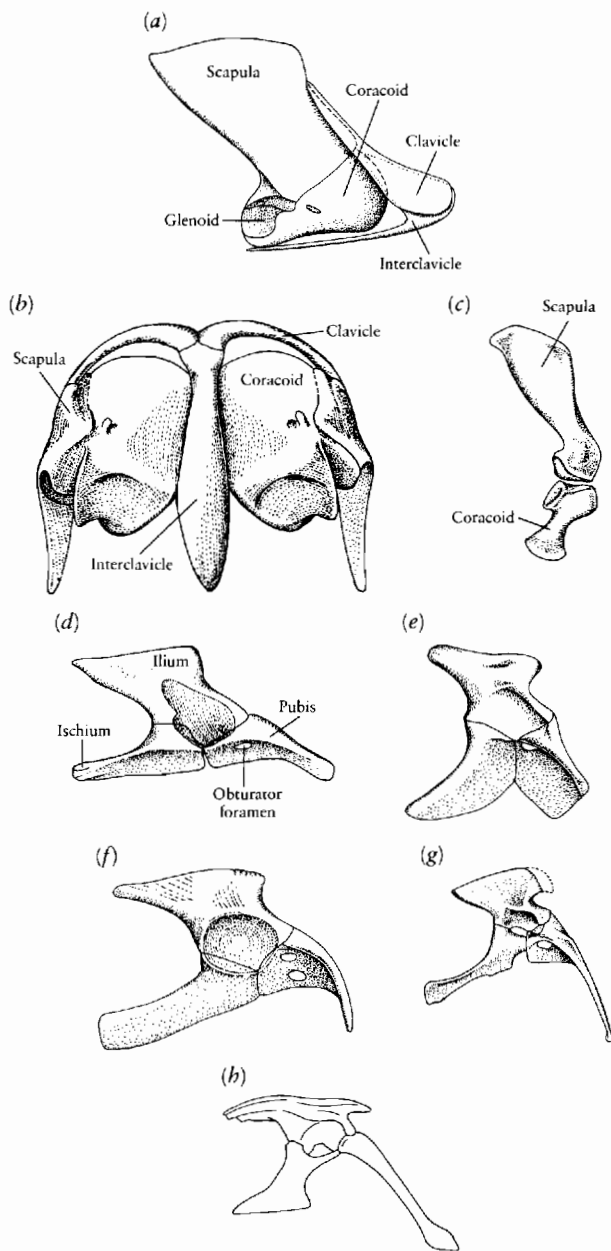 (a)
Scapula
Coracoid
Clavicle
Glenoid
Interclavicle
(b)
Clavicle
Scapula
Coracoid
Interclavicle
(c)
Scapula
Coracoid
(d)
Ilium
Pubis
Ischium
Obturator
foramen
(e)
(f)
(g)
(h)